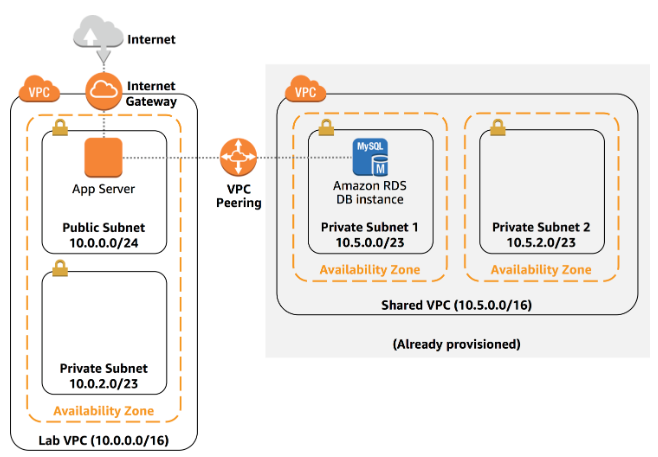 Internet
VPC
Internet
Gateway
App Server
Public Subnet
10.0.0.0/24
Private Subnet
10.0.2.0/23
Availability Zone
Lab VPC (10.0.0.0/16)
VPC
Peering
VPC
MySQL
M
Amazon RDS
DB instance
Private Subnet 1
10.5.0.0/23
Availability Zone
Private Subnet 2
10.5.2.0/23
Availability Zone
Shared VPC (10.5.0.0/16)
(Already provisioned)